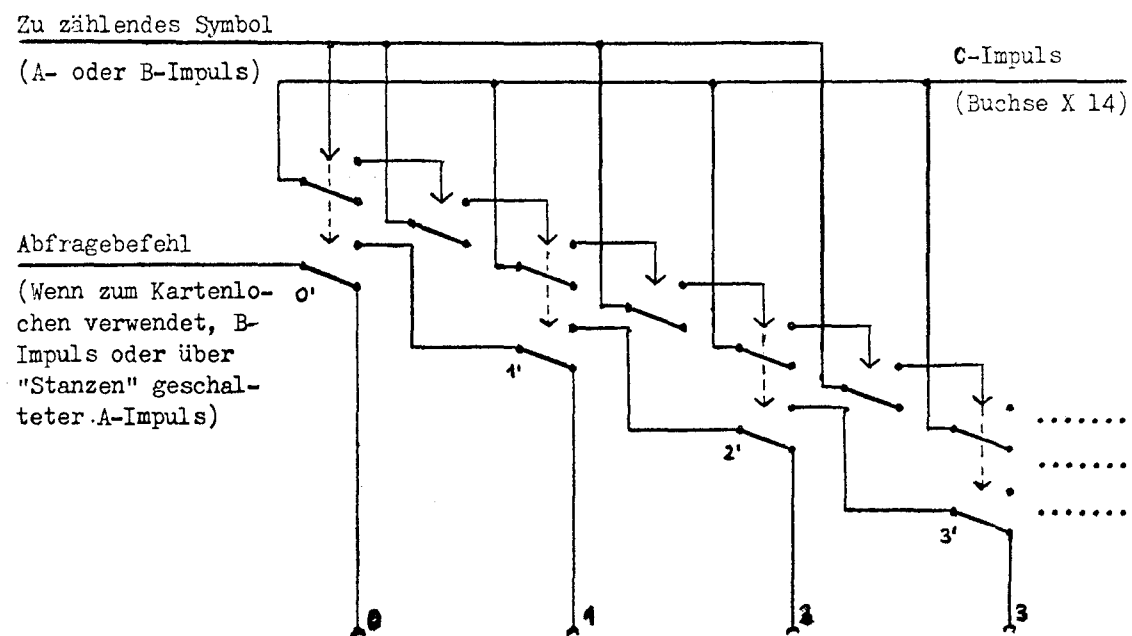 Zu zählendes Symbol
(A- oder B-Impuls)
C-Impuls
(Buchse X 14)
Abfragebefehl
(Wenn zum Kartenlo-
chen verwendet, B-
Impuls oder über
"Stanzen" geschal-
teter A-Impuls)
0'
1'
2'
3'
0
1
2
3